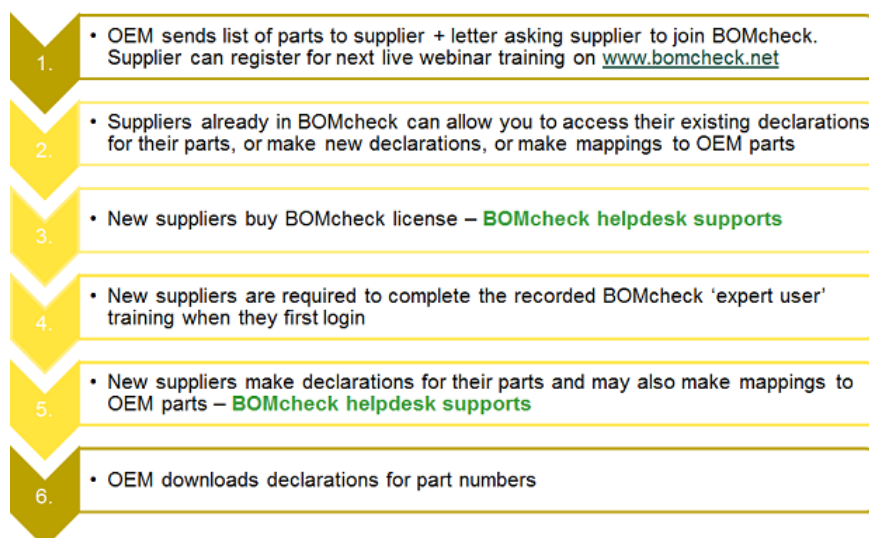 1.
• OEM sends list of parts to supplier + letter asking supplier to join BOMcheck.
Supplier can register for next live webinar training on www.bomcheck.net
2.
• Suppliers already in BOMcheck can allow you to access their existing declarations
for their parts, or make new declarations, or make mappings to OEM parts
3.
• New suppliers buy BOMcheck license – BOMcheck helpdesk supports
4.
• New suppliers are required to complete the recorded BOMcheck ‘expert user’
training when they first login
5.
• New suppliers make declarations for their parts and may also make mappings to
OEM parts – BOMcheck helpdesk supports
6.
• OEM downloads declarations for part numbers